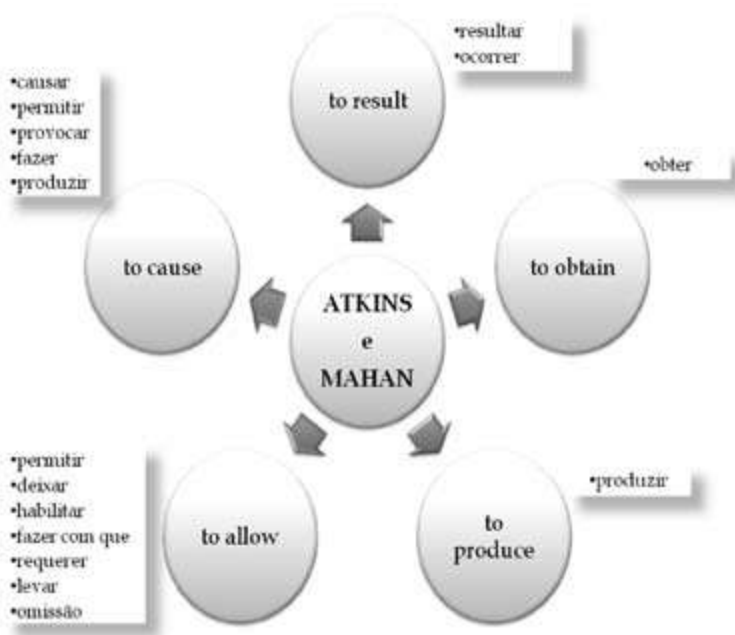 •resultar
•ocorrer
to result
•causar
•permitir
•provocar
•fazer
•produzir
to cause
•obter
to obtain
ATKINS
e
MAHAN
•permitir
•deixar
•habilitar
•fazer com que
•requerer
•levar
•omissão
to allow
•produzir
to
produce